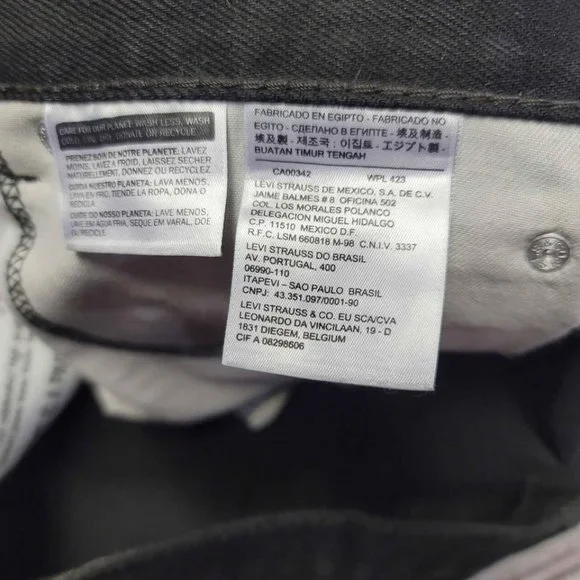 CARE FOR OUR PLANET: WASH LESS, WASH
COLD, LINE DRY, DONATE OR RECYCLE
PRENEZ SOIN DE NOTRE PLANETE: LAVEZ
MOINS, LAVEZ A FROID, LAISSEZ SECHER
NATURELLEMENT, DONNEZ OU RECYCLEZ
CUIDA NUESTRO PLANETA: LAVA MENOS,
LAVA EN FRIO, TIENDE LA ROPA, DONA O
RECICLA
CUIDE DO NOSSO PLANETA: LAVE MENOS,
LAVE EM ÁGUA FRIA, SEQUE EM VARAL, DOE
OU RECICLE
FABRICADO EN EGIPTO - FABRICADO NO
EGITO - СДЕЛАНО В ЕГИПТЕ - 埃及制造 -
埃及製 - 제조국: 이집트 - エジプト製 -
BUATAN TIMUR TENGAH
CA00342 WPL 423
LEVI STRAUSS DE MEXICO, S.A. DE C.V.
JAIME BALMES # 8 OFICINA 502
COL. LOS MORALES POLANCO
DELEGACION MIGUEL HIDALGO
C.P. 11510 MEXICO D.F.
R.F.C. LSM 660818 M-98 C.N.I.V. 3337
LEVI STRAUSS DO BRASIL
AV. PORTUGAL, 400
06990-110
ITAPEVI - SAO PAULO BRASIL
CNPJ: 43.351.097/0001-90
LEVI STRAUSS & CO. EU SCA/CVA
LEONARDO DA VINCILAAN, 19 - D
1831 DIEGEM, BELGIUM
CIF A 08298606